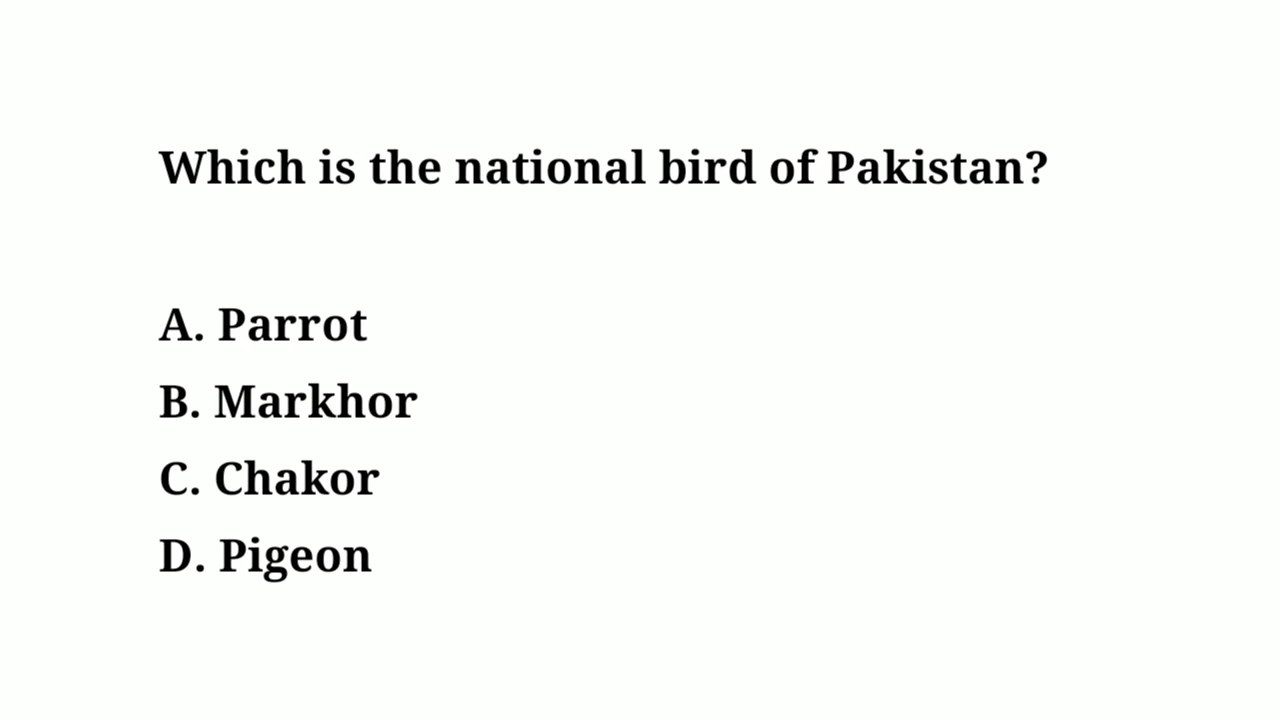 Which is the national bird of Pakistan?
A. Parrot
B. Markhor
C. Chakor
D. Pigeon